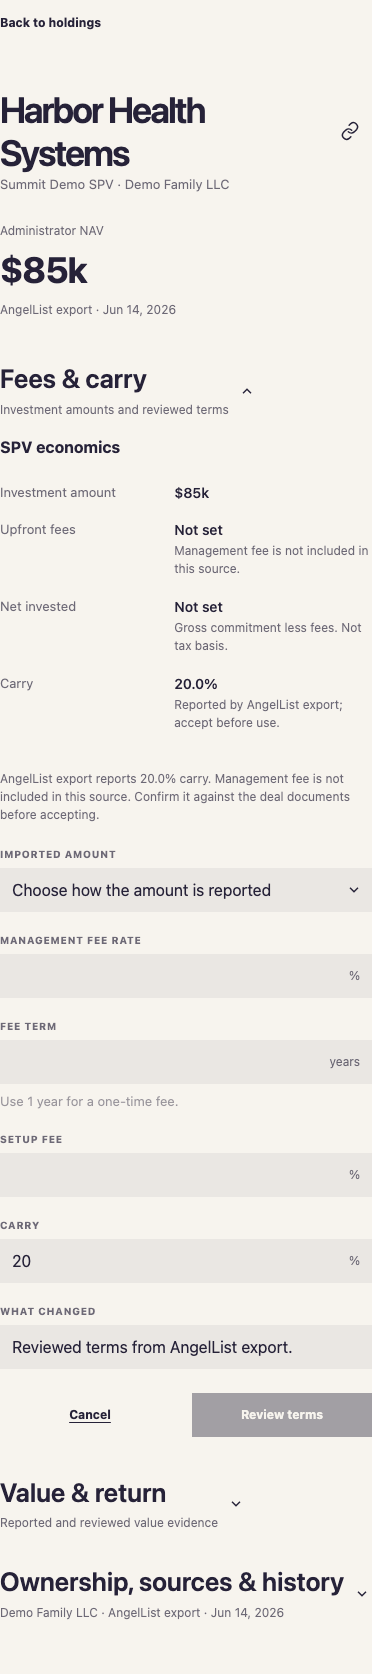 Back to holdings
Harbor Health
Systems
Summit Demo SPV · Demo Family LLC
Administrator NAV
$85k
AngelList export · Jun 14, 2026
Fees & carry
Investment amounts and reviewed terms
SPV economics
Investment amount $85k
Upfront fees Not set
Management fee is not included in
this source.
Net invested Not set
Gross commitment less fees. Not
tax basis.
Carry 20.0%
Reported by AngelList export;
accept before use.
AngelList export reports 20.0% carry. Management fee is not
included in this source. Confirm it against the deal documents
before accepting.
IMPORTED AMOUNT
Choose how the amount is reported
MANAGEMENT FEE RATE
%
FEE TERM
years
Use 1 year for a one-time fee.
SETUP FEE
%
CARRY
20 %
WHAT CHANGED
Reviewed terms from AngelList export.
Cancel Review terms
Value & return
Reported and reviewed value evidence
Ownership, sources & history
Demo Family LLC · AngelList export · Jun 14, 2026